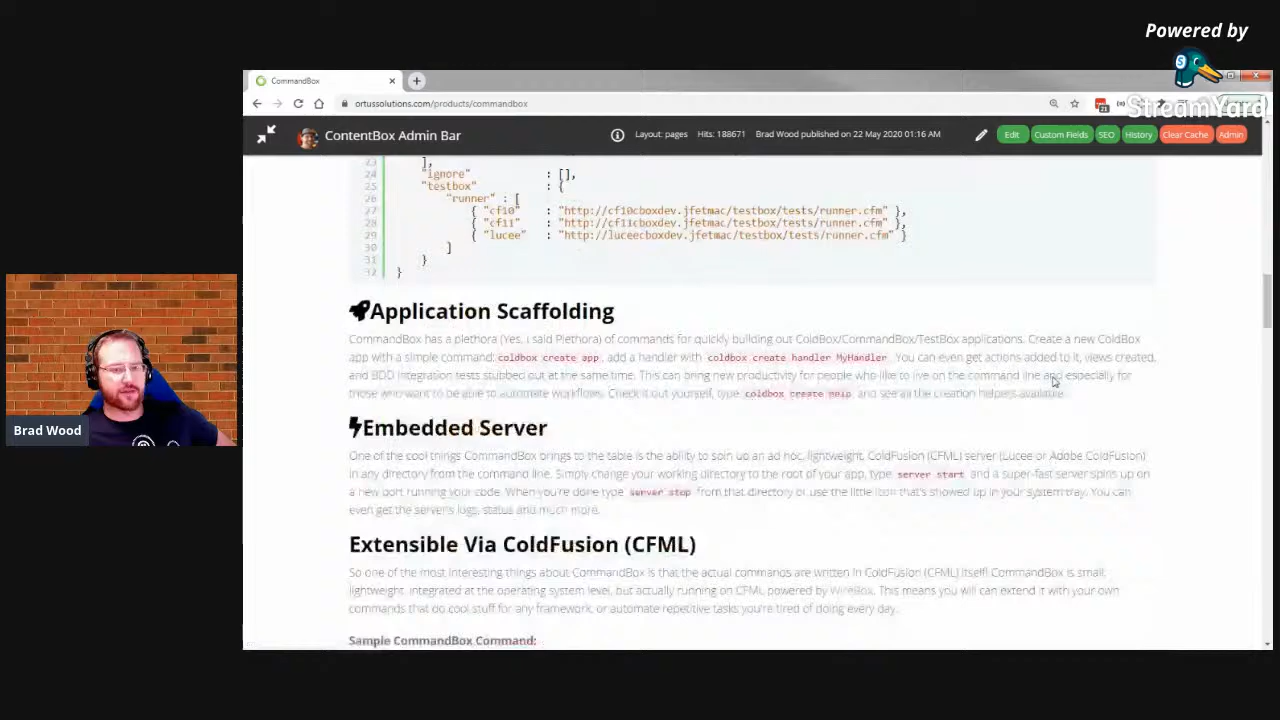 Powered by
StreamYard
CommandBox
ortussolutions.com/products/commandbox
ContentBox Admin Bar
Layout: pages Hits: 188671 Brad Wood published on 22 May 2020 01:16 AM
Edit Custom Fields SEO History Clear Cache Admin
23 ],
24 "ignore" : [],
25 "testbox" : {
26 "runner" : [
27 { "cf10" : "http://cf10cboxdev.jfetmac/testbox/tests/runner.cfm" },
28 { "cf11" : "http://cf11cboxdev.jfetmac/testbox/tests/runner.cfm" },
29 { "lucee" : "http://luceecboxdev.jfetmac/testbox/tests/runner.cfm" }
30 ]
31 }
32 }
Application Scaffolding
CommandBox has a plethora (Yes, I said Plethora) of commands for quickly building out ColdBox/CommandBox/TestBox applications. Create a new ColdBox
app with a simple command: coldbox create app, add a handler with coldbox create handler MyHandler. You can even get actions added to it, views created,
and BDD integration tests stubbed out at the same time. This can bring new productivity for people who like to live on the command line and especially for
those who want to be able to automate workflows. Check it out yourself, type coldbox create help and see all the creation helpers available.
Embedded Server
One of the cool things CommandBox brings to the table is the ability to spin up an ad hoc, lightweight, ColdFusion (CFML) server (Lucee or Adobe ColdFusion)
in any directory from the command line. Simply change your working directory to the root of your app, type server start and a super-fast server spins up on
a new port running your code. When you're done type server stop from that directory or use the little icon that's showed up in your system tray. You can
even get the server's logs, status and much more.
Extensible Via ColdFusion (CFML)
So one of the most interesting things about CommandBox is that the actual commands are written in ColdFusion (CFML) itself! CommandBox is small,
lightweight, integrated at the operating system level, but actually running on CFML powered by WireBox. This means you will can extend it with your own
commands that do cool stuff for any framework, or automate repetitive tasks you're tired of doing every day.
Sample CommandBox Command:
Brad Wood